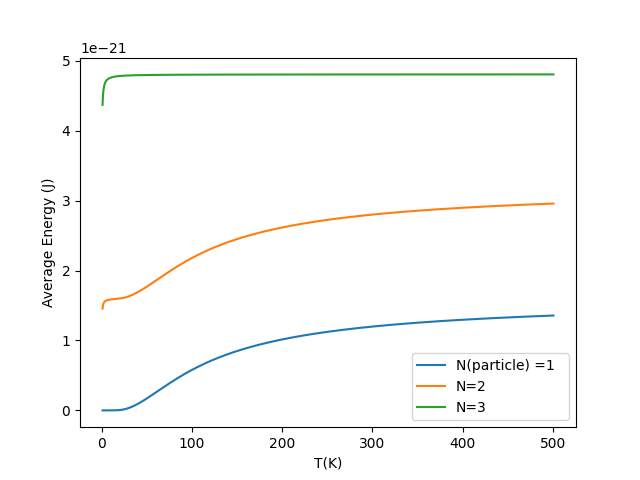 1e−21
5
4
3
2
1
0
Average Energy (J)
0 100 200 300 400 500
T(K)
N(particle) =1
N=2
N=3